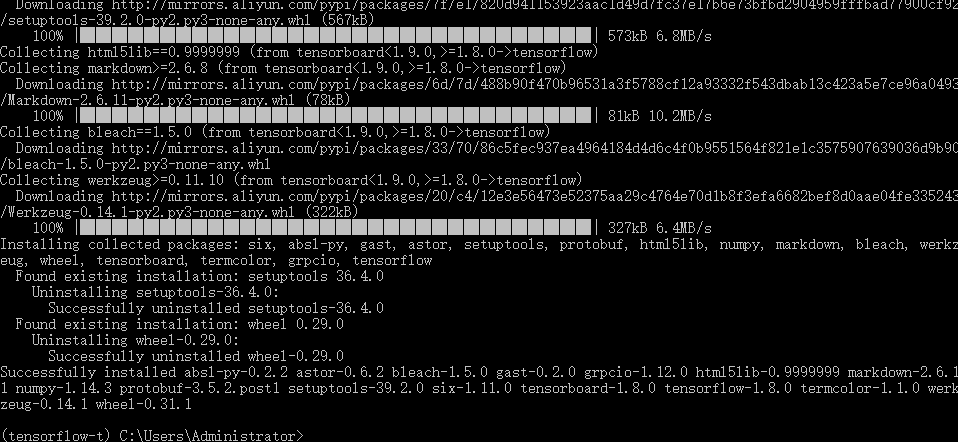 Downloading http://mirrors.aliyun.com/pypi/packages/7f/e1/820d941153923aac1d49d7fc37e17b6e73bfbd2904959fffbad77900cf92
/setuptools-39.2.0-py2.py3-none-any.whl (567kB)
100% | | 573kB 6.8MB/s
Collecting html5lib==0.9999999 (from tensorboard<1.9.0,>=1.8.0->tensorflow)
Collecting markdown>=2.6.8 (from tensorboard<1.9.0,>=1.8.0->tensorflow)
Downloading http://mirrors.aliyun.com/pypi/packages/6d/7d/488b90f470b96531a3f5788cf12a93332f543dbab13c423a5e7ce96a0493
/Markdown-2.6.11-py2.py3-none-any.whl (78kB)
100% | | 81kB 10.2MB/s
Collecting bleach==1.5.0 (from tensorboard<1.9.0,>=1.8.0->tensorflow)
Downloading http://mirrors.aliyun.com/pypi/packages/33/70/86c5fec937ea4964184d4d6c4f0b9551564f821e1c3575907639036d9b90
/bleach-1.5.0-py2.py3-none-any.whl
Collecting werkzeug>=0.11.10 (from tensorboard<1.9.0,>=1.8.0->tensorflow)
Downloading http://mirrors.aliyun.com/pypi/packages/20/c4/12e3e56473e52375aa29c4764e70d1b8f3efa6682bef8d0aae04fe335243
/Werkzeug-0.14.1-py2.py3-none-any.whl (322kB)
100% | | 327kB 6.4MB/s
Installing collected packages: six, absl-py, gast, astor, setuptools, protobuf, html5lib, numpy, markdown, bleach, werkz
eug, wheel, tensorboard, termcolor, grpcio, tensorflow
Found existing installation: setuptools 36.4.0
Uninstalling setuptools-36.4.0:
Successfully uninstalled setuptools-36.4.0
Found existing installation: wheel 0.29.0
Uninstalling wheel-0.29.0:
Successfully uninstalled wheel-0.29.0
Successfully installed absl-py-0.2.2 astor-0.6.2 bleach-1.5.0 gast-0.2.0 grpcio-1.12.0 html5lib-0.9999999 markdown-2.6.1
1 numpy-1.14.3 protobuf-3.5.2.post1 setuptools-39.2.0 six-1.11.0 tensorboard-1.8.0 tensorflow-1.8.0 termcolor-1.1.0 werk
zeug-0.14.1 wheel-0.31.1
(tensorflow-t) C:\Users\Administrator>